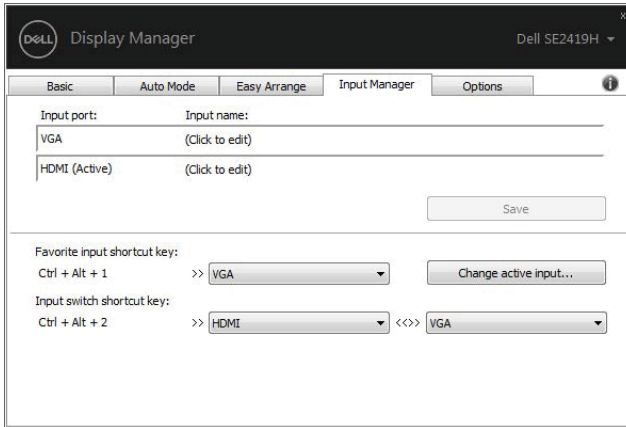 x
DELL Display Manager Dell SE2419H
Basic Auto Mode Easy Arrange Input Manager Options i
Input port: Input name:
VGA (Click to edit)
HDMI (Active) (Click to edit)
Save
Favorite input shortcut key:
Ctrl + Alt + 1 >> VGA Change active input...
Input switch shortcut key:
Ctrl + Alt + 2 >> HDMI <<>> VGA